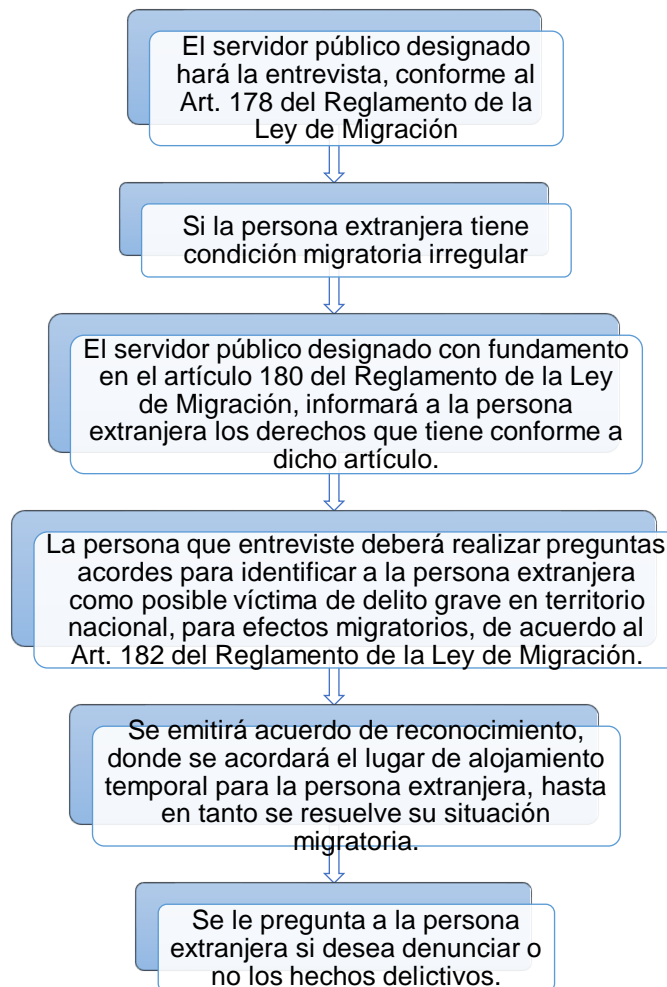 El servidor público designado
hará la entrevista, conforme al
Art. 178 del Reglamento de la
Ley de Migración
Si la persona extranjera tiene
condición migratoria irregular
El servidor público designado con fundamento
en el artículo 180 del Reglamento de la Ley
de Migración, informará a la persona
extranjera los derechos que tiene conforme a
dicho artículo.
La persona que entreviste deberá realizar preguntas
acordes para identificar a la persona extranjera
como posible víctima de delito grave en territorio
nacional, para efectos migratorios, de acuerdo al
Art. 182 del Reglamento de la Ley de Migración.
Se emitirá acuerdo de reconocimiento,
donde se acordará el lugar de alojamiento
temporal para la persona extranjera, hasta
en tanto se resuelve su situación
migratoria.
Se le pregunta a la persona
extranjera si desea denunciar o
no los hechos delictivos.